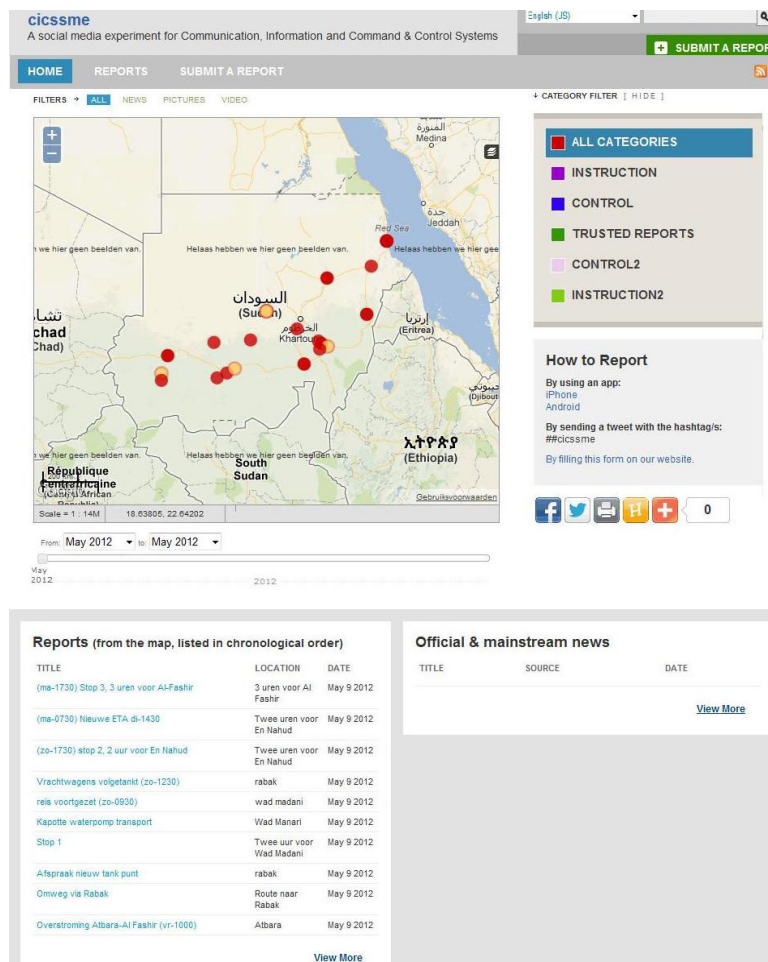 cicssme
A social media experiment for Communication, Information and Command & Control Systems
English (US)
SUBMIT A REPOR
HOME REPORTS SUBMIT A REPORT
FILTERS → ALL NEWS PICTURES VIDEO
↓ CATEGORY FILTER [ HIDE ]
ALL CATEGORIES
INSTRUCTION
CONTROL
TRUSTED REPORTS
CONTROL2
INSTRUCTION2
+
−
المنورة
Medina
جدة
Jeddah
Red Sea
n we hier geen beelden van.
Helaas hebben we hier geen beelden van.
Helaas hebben we hier gee
السودان
(Su n)
تشا
chad
Chad)
Khartou
إرتريا
(Eritrea)
جيبوتي
(Djibout
ኢትዮጵያ
(Ethiopia)
n we hier geen beelden van.
Helaas hebben we hier geen beelden van.
South
Sudan
République
Centrafricaine
African
Gebruiksvoorwaarden
Scale = 1 : 14M 18.63805, 22.64202
From: May 2012 to: May 2012
May
2012
2012
How to Report
By using an app:
iPhone
Android
By sending a tweet with the hashtag/s:
##cicssme
By filling this form on our website.
0
Reports (from the map, listed in chronological order)
TITLE LOCATION DATE
(ma-1730) Stop 3, 3 uren voor Al-Fashir 3 uren voor Al May 9 2012
Fashir
(ma-0730) Nieuwe ETA di-1430 Twee uren voor May 9 2012
En Nahud
(zo-1730) stop 2, 2 uur voor En Nahud Twee uren voor May 9 2012
En Nahud
Vrachtwagens volgetankt (zo-1230) rabak May 9 2012
reis voortgezet (zo-0930) wad madani May 9 2012
Kapotte waterpomp transport Wad Manari May 9 2012
Stop 1 Twee uur voor May 9 2012
Wad Madani
Afspraak nieuw tank punt rabak May 9 2012
Omweg via Rabak Route naar May 9 2012
Rabak
Overstroming Atbara-Al Fashir (vr-1000) Atbara May 9 2012
View More
Official & mainstream news
TITLE SOURCE DATE
View More